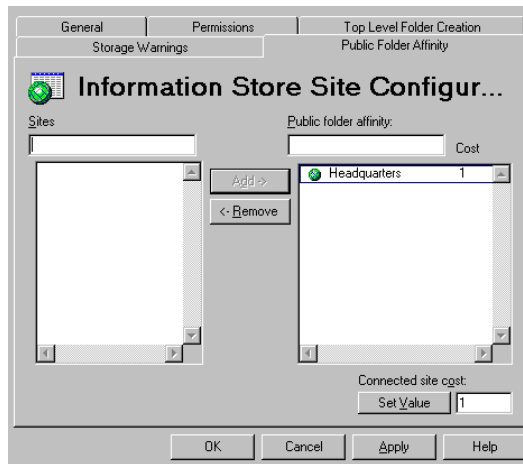 General Permissions Top Level Folder Creation
Storage Warnings Public Folder Affinity
Information Store Site Configur...
Sites Public folder affinity:
Cost
Add ->
Headquarters 1
<- Remove
Connected site cost:
Set Value 1
OK Cancel Apply Help